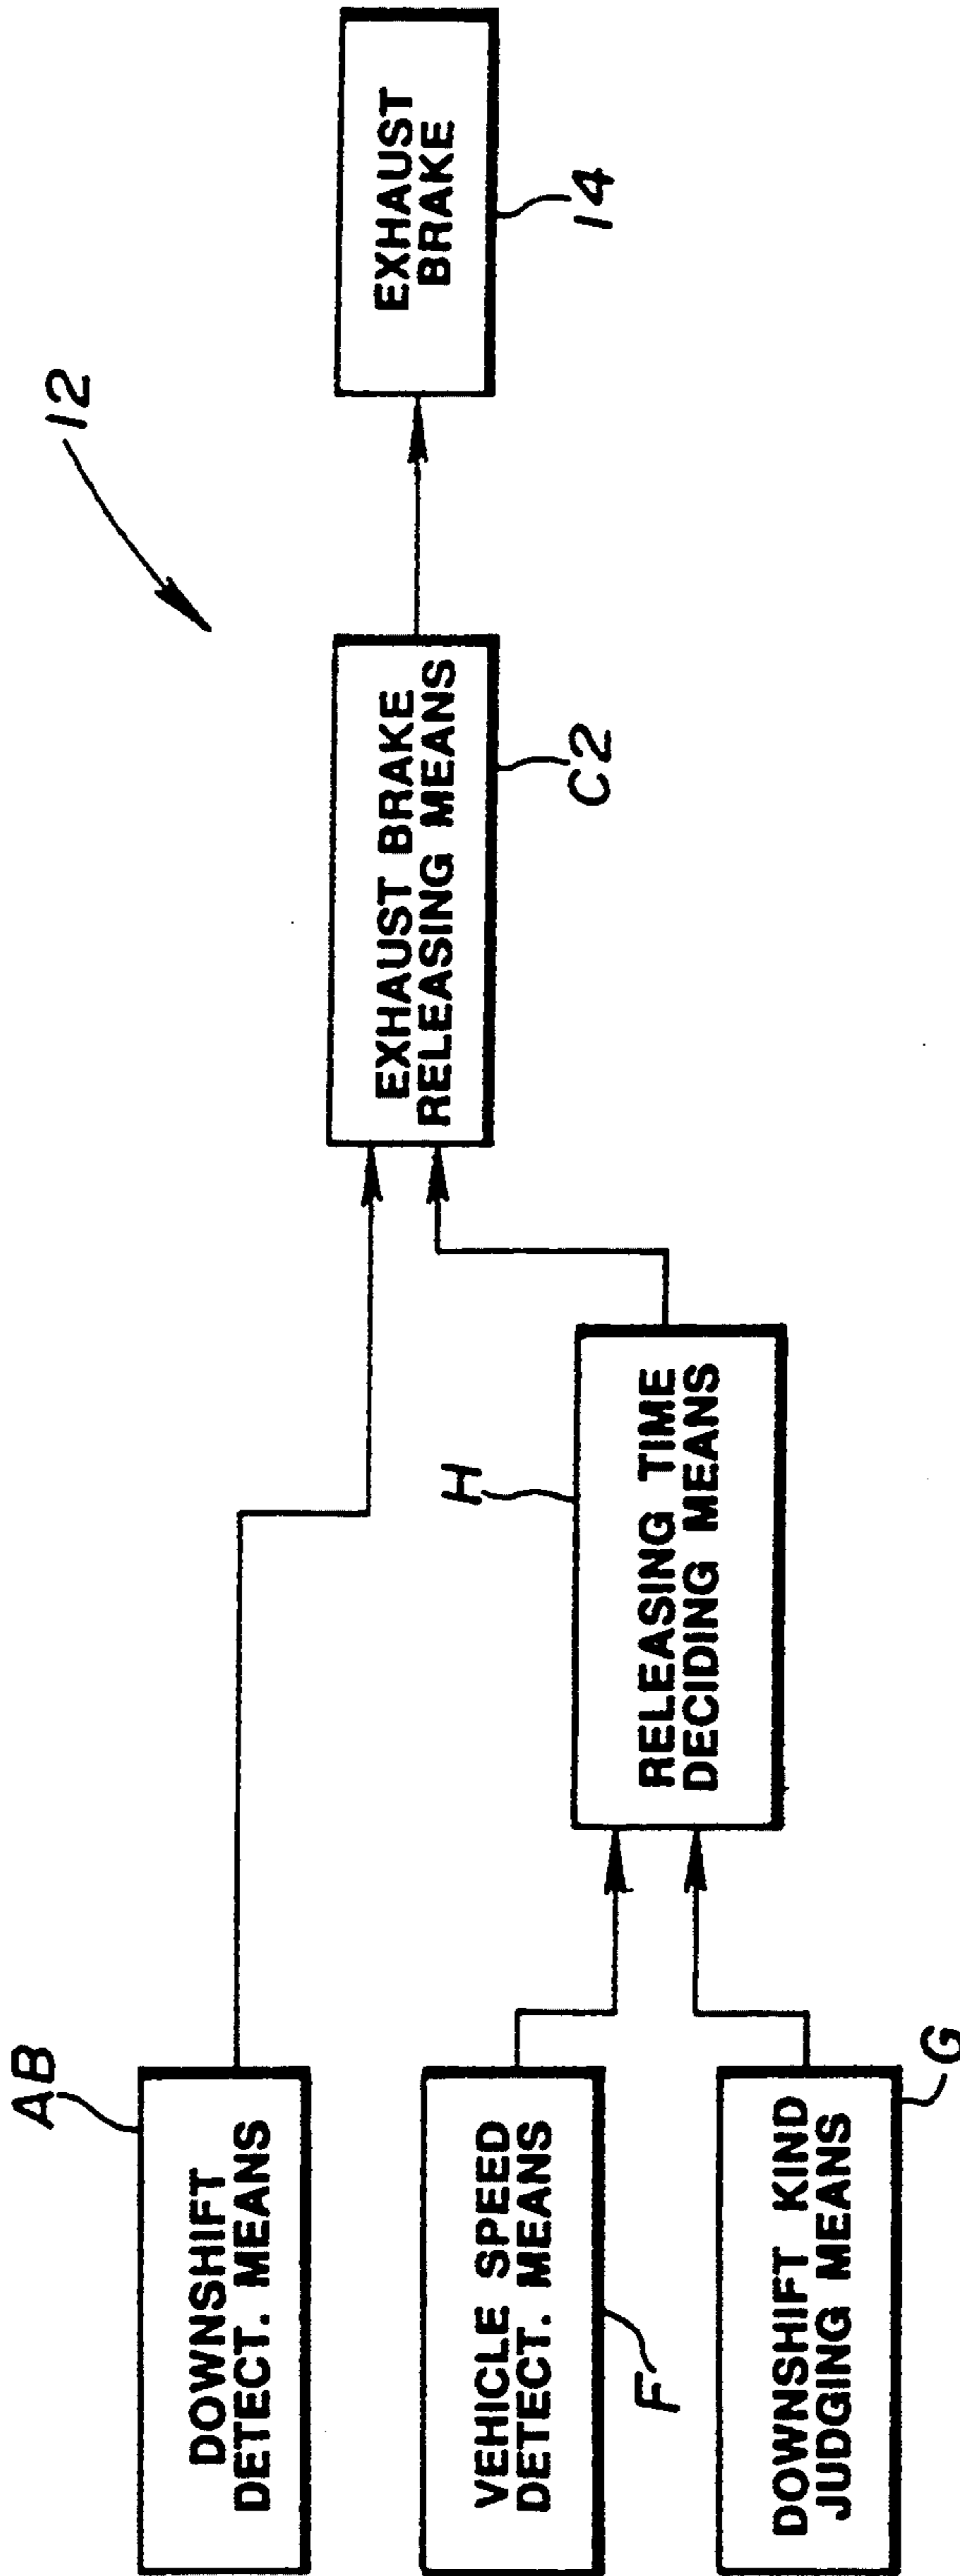 12
AB
DOWNSHIFT
DETECT. MEANS
VEHICLE SPEED
DETECT. MEANS
F
DOWNSHIFT KIND
JUDGING MEANS
G
H
RELEASING TIME
DECIDING MEANS
EXHAUST BRAKE
RELEASING MEANS
C2
EXHAUST
BRAKE
14